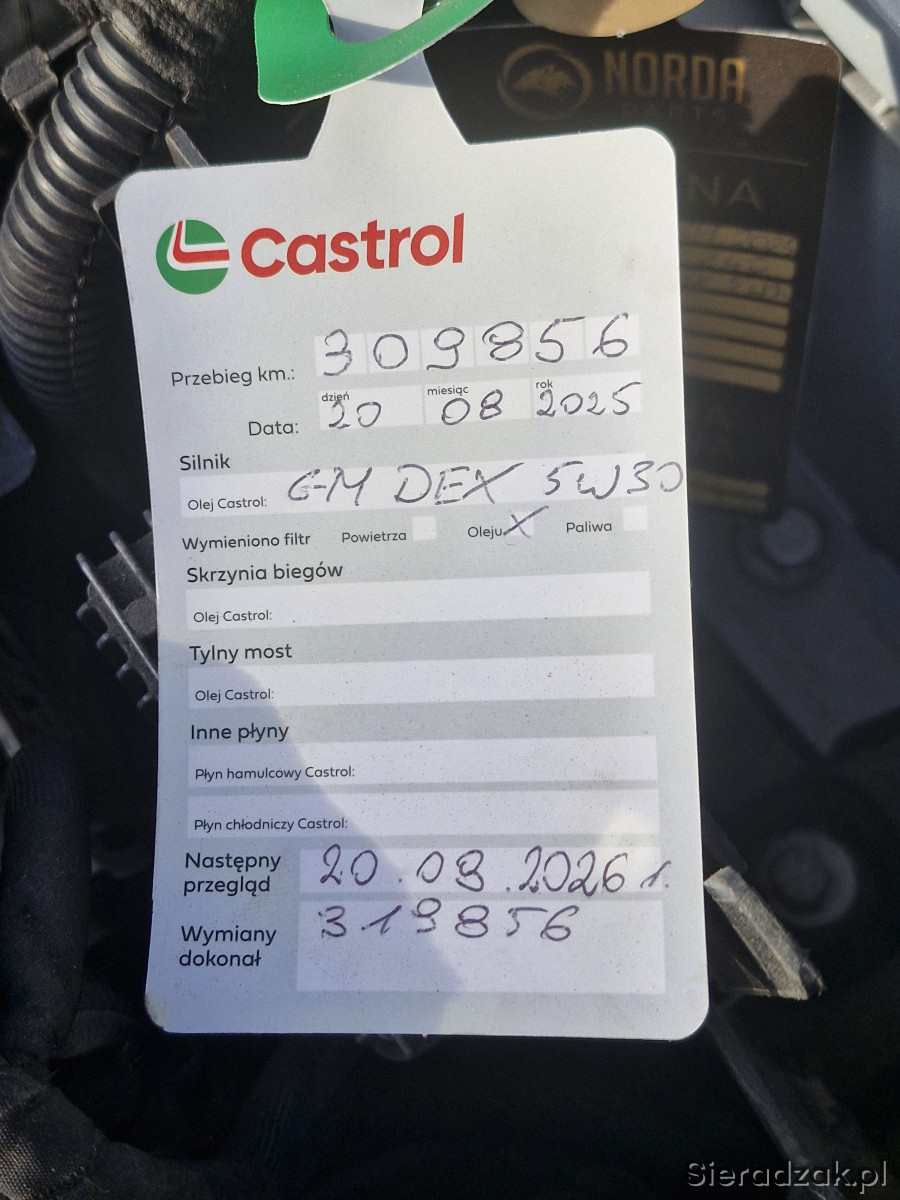 NORDA
PARTS
NA
Castrol
Przebieg km.: 309856
dzień miesiąc rok
Data: 20 08 2025
Silnik
Olej Castrol: GM DEX 5W30
Wymieniono filtr Powietrza Oleju X Paliwa
Skrzynia biegów
Olej Castrol:
Tylny most
Olej Castrol:
Inne płyny
Płyn hamulcowy Castrol:
Płyn chłodniczy Castrol:
Następny przegląd 20.08.2026 r.
Wymiany dokonał 319856
Sieradzak.pl